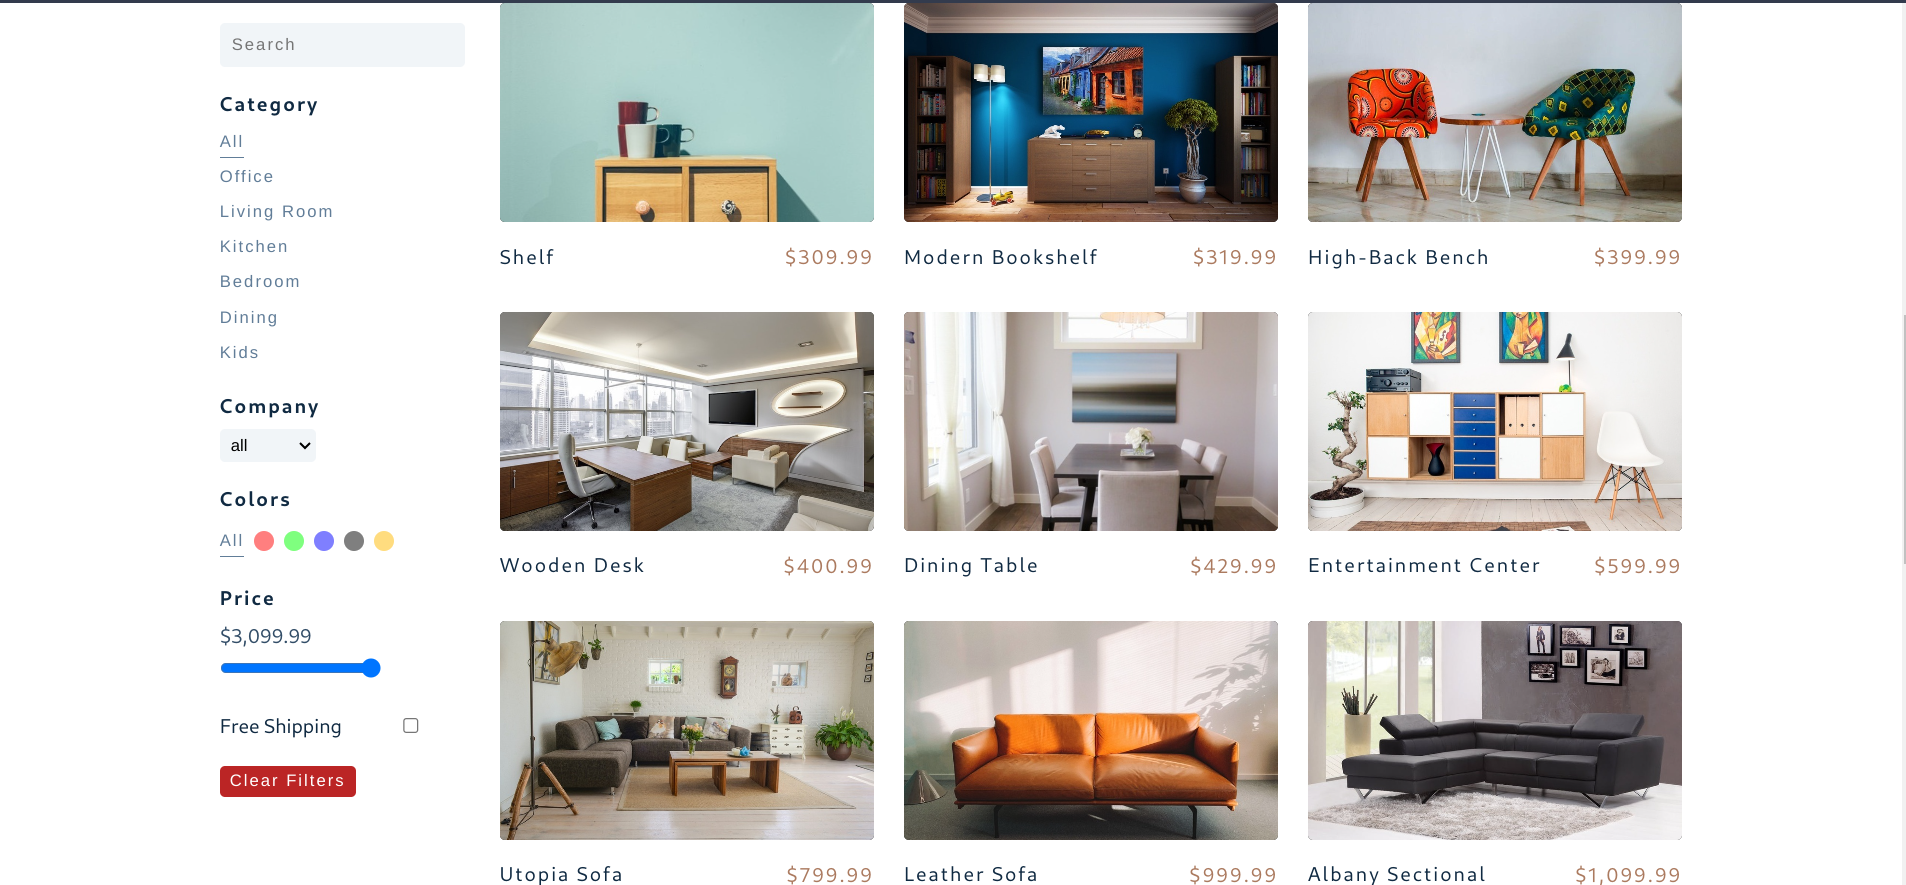 Search
Category
All
Office
Living Room
Kitchen
Bedroom
Dining
Kids
Company
all
Colors
All
Price
$3,099.99
Free Shipping
Clear Filters
Shelf $309.99
Modern Bookshelf $319.99
High-Back Bench $399.99
Wooden Desk $400.99
Dining Table $429.99
Entertainment Center $599.99
Utopia Sofa $799.99
Leather Sofa $999.99
Albany Sectional $1,099.99